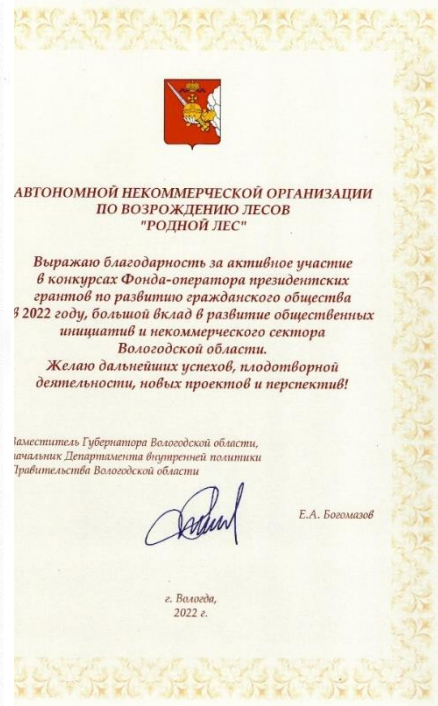 АВТОНОМНОЙ НЕКОММЕРЧЕСКОЙ ОРГАНИЗАЦИИ
ПО ВОЗРОЖДЕНИЮ ЛЕСОВ
"РОДНОЙ ЛЕС"
Выражаю благодарность за активное участие
в конкурсах Фонда-оператора президентских
грантов по развитию гражданского общества
в 2022 году, большой вклад в развитие общественных
инициатив и некоммерческого сектора
Вологодской области.
Желаю дальнейших успехов, плодотворной
деятельности, новых проектов и перспектив!
Заместитель Губернатора Вологодской области,
начальник Департамента внутренней политики
Правительства Вологодской области
Е.А. Богомазов
г. Вологда,
2022 г.